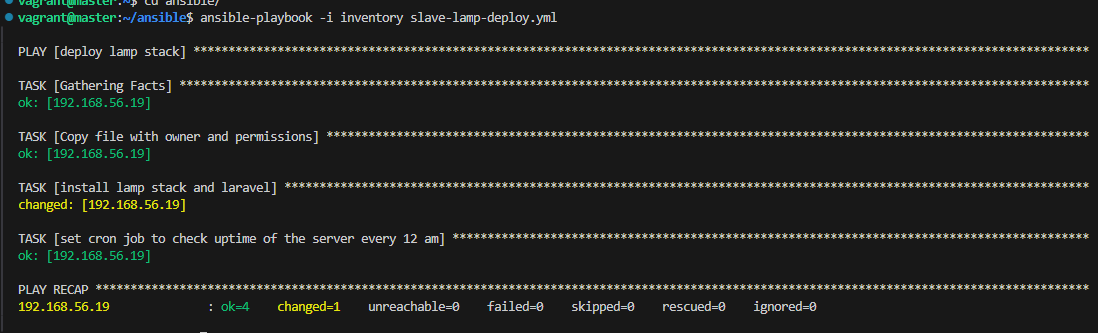 vagrant@master:~$ cd ansible/
vagrant@master:~/ansible$ ansible-playbook -i inventory slave-lamp-deploy.yml
PLAY [deploy lamp stack] ****************************************************************************************************************
TASK [Gathering Facts] ******************************************************************************************************************
ok: [192.168.56.19]
TASK [Copy file with owner and permissions] *********************************************************************************************
ok: [192.168.56.19]
TASK [install lamp stack and laravel] ***************************************************************************************************
changed: [192.168.56.19]
TASK [set cron job to check uptime of the server every 12 am] ***************************************************************************
ok: [192.168.56.19]
PLAY RECAP ******************************************************************************************************************************
192.168.56.19 : ok=4 changed=1 unreachable=0 failed=0 skipped=0 rescued=0 ignored=0